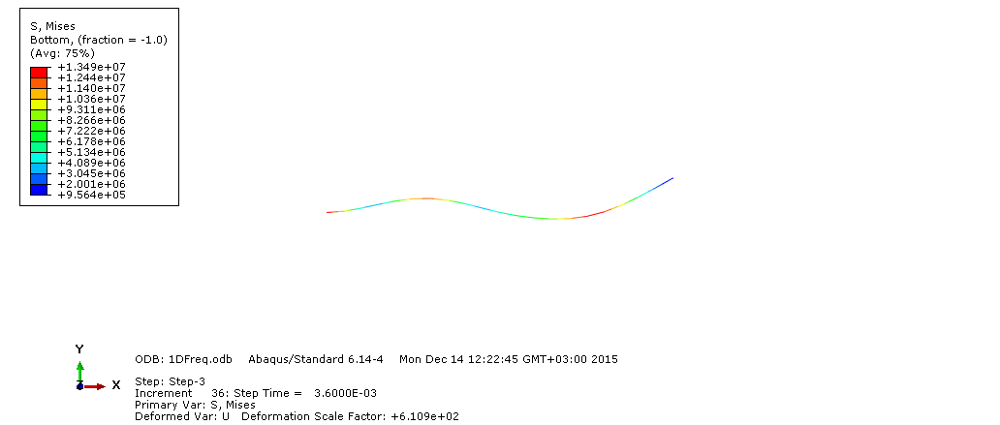 S, Mises
Bottom, (fraction = -1.0)
(Avg: 75%)
+1.349e+07
+1.244e+07
+1.140e+07
+1.036e+07
+9.311e+06
+8.266e+06
+7.222e+06
+6.178e+06
+5.134e+06
+4.089e+06
+3.045e+06
+2.001e+06
+9.564e+05
Y
X
ODB: 1DFreq.odb Abaqus/Standard 6.14-4 Mon Dec 14 12:22:45 GMT+03:00 2015
Step: Step-3
Increment 36: Step Time = 3.6000E-03
Primary Var: S, Mises
Deformed Var: U Deformation Scale Factor: +6.109e+02